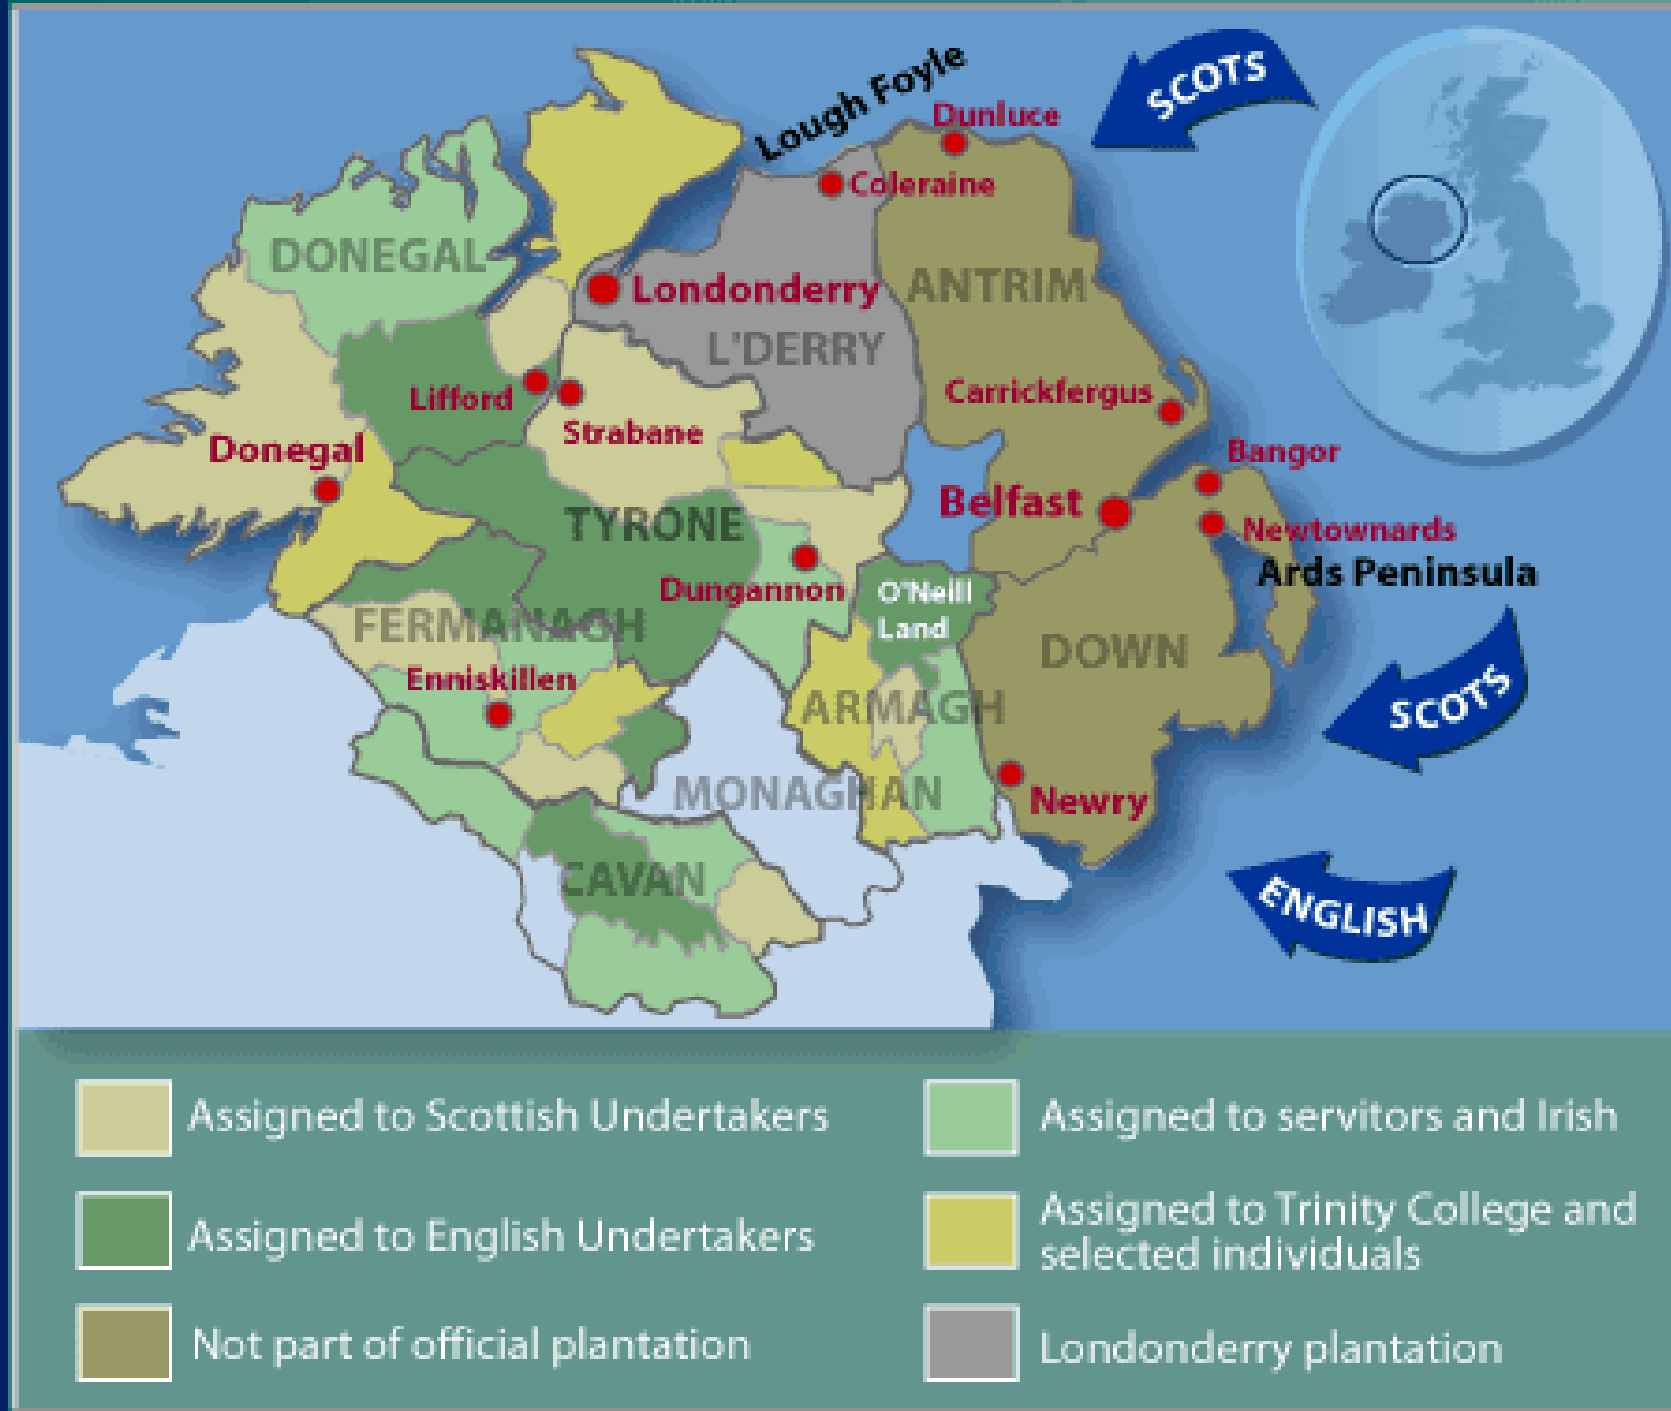 Lough Foyle
SCOTS
Dunluce
Coleraine
DONEGAL
Londonderry
ANTRIM
L'DERRY
Lifford
Carrickfergus
Strabane
Donegal
Bangor
Belfast
TYRONE
Newtownards
Ards Peninsula
Dungannon
O'Neill
Land
FERMANAGH
DOWN
Enniskillen
ARMAGH
SCOTS
MONAGHAN
Newry
CAVAN
ENGLISH
Assigned to Scottish Undertakers
Assigned to servitors and Irish
Assigned to English Undertakers
Assigned to Trinity College and
selected individuals
Not part of official plantation
Londonderry plantation